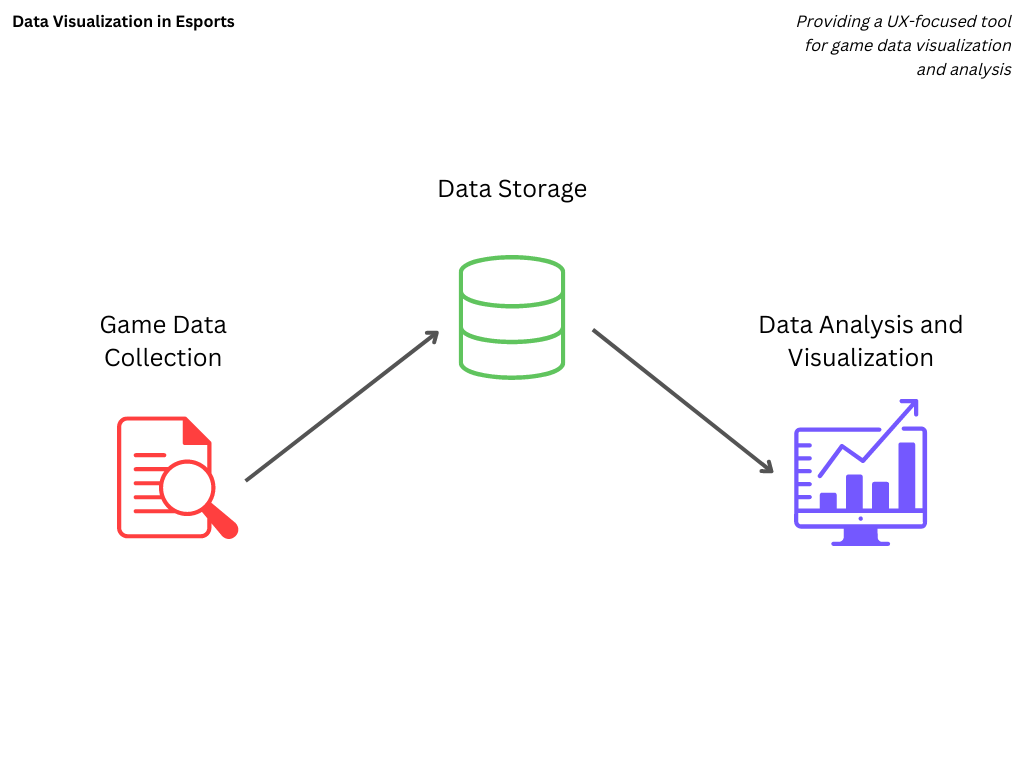 Data Visualization in Esports
Providing a UX-focused tool
for game data visualization
and analysis
Data Storage
Game Data
Collection
Data Analysis and
Visualization